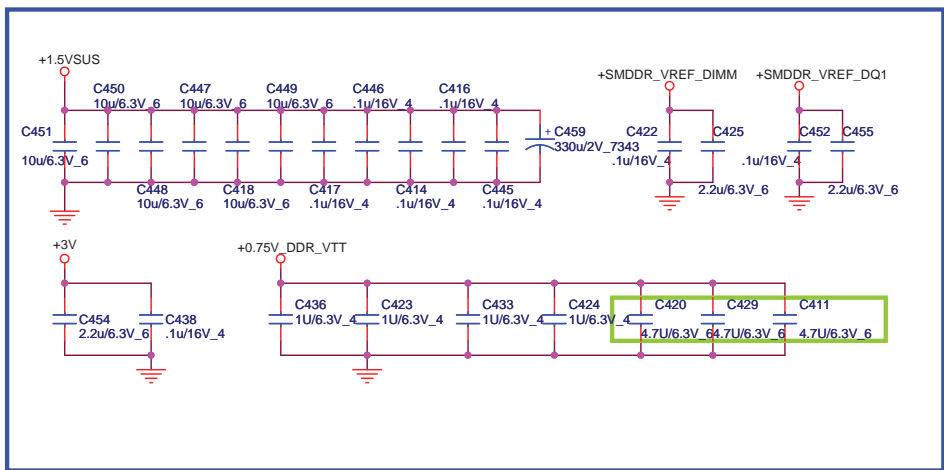 +1.5VSUS
C450
10u/6.3V_6
C447
10u/6.3V_6
C449
10u/6.3V_6
C446
.1u/16V_4
C416
.1u/16V_4
C451
10u/6.3V_6
C459
330u/2V_7343
+
C448
10u/6.3V_6
C418
10u/6.3V_6
C417
.1u/16V_4
C414
.1u/16V_4
C445
.1u/16V_4
+SMDDR_VREF_DIMM
C422
.1u/16V_4
C425
2.2u/6.3V_6
+SMDDR_VREF_DQ1
C452
.1u/16V_4
C455
2.2u/6.3V_6
+3V
C454
2.2u/6.3V_6
C438
.1u/16V_4
+0.75V_DDR_VTT
C436
1U/6.3V_4
C423
1U/6.3V_4
C433
1U/6.3V_4
C424
1U/6.3V_4
C420
4.7U/6.3V_6
C429
4.7U/6.3V_6
C411
4.7U/6.3V_6